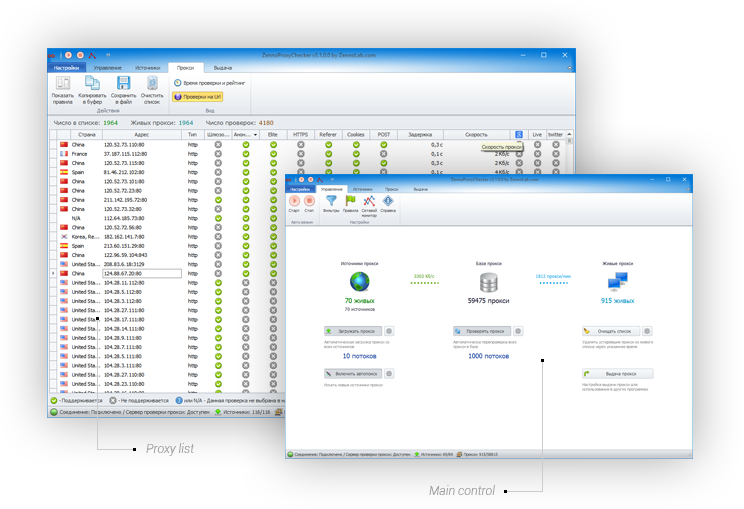 ZennoProxyChecker v3.1.0.0 by ZennoLab.com
Настройки Управление Источники Прокси Выдача
Показать правила Копировать в буфер Сохранить в файл Очистить список
Время проверки и рейтинг
Проверки на Url
Действия Вид
Число в списке: 1964 Живых прокси: 1964 Число проверок: 4180
Страна Адрес Тип Шлюзо... Анон... Elite HTTPS Referer Cookies POST Задержка Скорость Live twitter
China 120.52.73.110:80 http 0,3 с
Скорость прокси
France 37.187.115.112:80 http 0,1 с 2 Кб/с
China 120.52.73.115:80 http 0,2 с
Spain 81.46.212.102:80 http 0,1 с 4 Кб/с
China 120.52.73.101:80 http
China 120.52.72.23:80 http
China 211.142.195.72:80 http
China 120.52.73.32:80 http
N/A 112.64.185.73:80 http
China 120.52.72.56:80 http
Korea, Re... 182.162.141.7:80 http
Spain 213.60.151.29:80 http
China 122.96.59.104:843 http
United Sta... 208.83.6.18:3129 http
China 124.88.67.20:80 http
United Sta... 104.28.11.112:80 http
United Sta... 104.28.5.112:80 http
United Sta... 104.28.3.112:80 http
United Sta... 104.28.27.111:80 http
United Sta... 104.28.17.111:80 http
United Sta... 104.28.14.111:80 http
United Sta... 104.28.9.111:80 http
United Sta... 104.28.7.111:80 http
United Sta... 104.28.5.111:80 http
United Sta... 104.28.1.111:80 http
United Sta... 104.28.23.110:80 http
United Sta... 104.28.16.110:80 http
- Поддерживается - Не поддерживается или N/A - Данная проверка не выбрана в н
Соединение: Подключено / Сервер проверки прокси: Доступен Источники: 116/116
ZennoProxyChecker v3.1.0.0 by ZennoLab.com
Настройки Управление Источники Прокси Выдача
Старт Стоп Фильтры Правила Сетевой монитор Справка
Авто режим Настройки
Источники прокси База прокси Живые прокси
3303 Кб/с 1913 прокси/мин
70 живых 59475 прокси 915 живых
70 источников
Загружать прокси Проверять прокси Очищать список
Автоматическая загрузка прокси со всех источников
Автоматическая перепроверка всех прокси в базе
Удалять устаревшие прокси из живого списка через указанное время
10 потоков 1000 потоков
Включить автопоиск Выдача прокси
Искать новые источники прокси
Настройка выдачи прокси для использования в других программах
Соединение: Подключено / Сервер проверки прокси: Доступен Источники: 69/69 Прокси: 915/58615
Proxy list
Main control